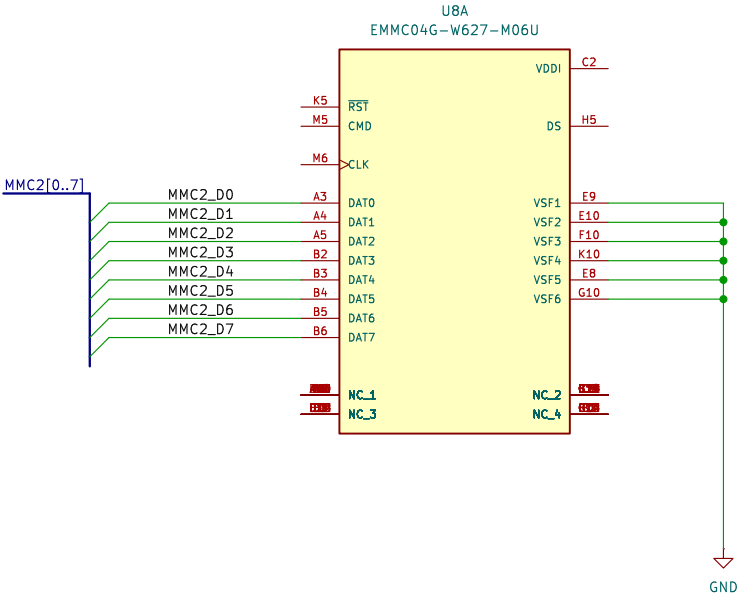 U8A
EMMC04G-W627-M06U
C2
VDDI
K5
RST
M5
CMD
H5
DS
M6
CLK
MMC2[0..7]
MMC2_D0
A3
DAT0
VSF1
E9
MMC2_D1
A4
DAT1
VSF2
E10
MMC2_D2
A5
DAT2
VSF3
F10
MMC2_D3
B2
DAT3
VSF4
K10
MMC2_D4
B3
DAT4
VSF5
E8
MMC2_D5
B4
DAT5
VSF6
G10
MMC2_D6
B5
DAT6
MMC2_D7
B6
DAT7
NC_1
NC_2
NC_3
NC_4
GND